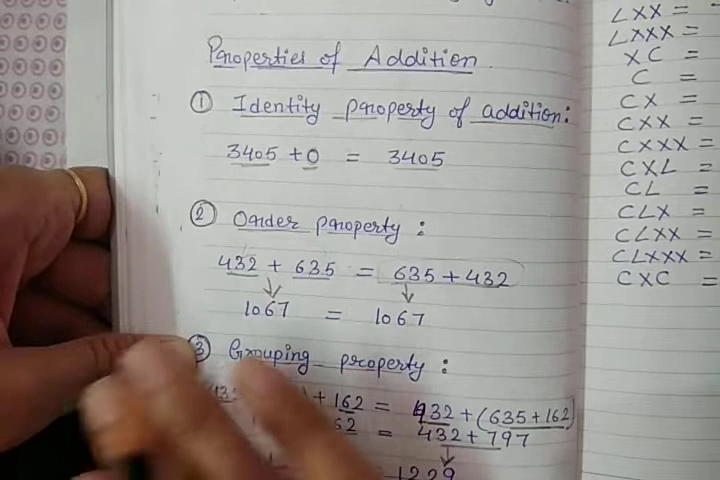 Properties of Addition.
① Identity property of addition:
3405 + 0 = 3405
② Order property:
432 + 635 = 635 + 432
1067 = 1067
③ Grouping property:
+ 162 = 432 + (635 + 162)
62 = 432 + 797
= 1229
LXX =
LXXX =
XC =
C =
CX =
CXX =
CXXX =
CXL =
CL =
CLX =
CLXX =
CLXXX =
CXC =